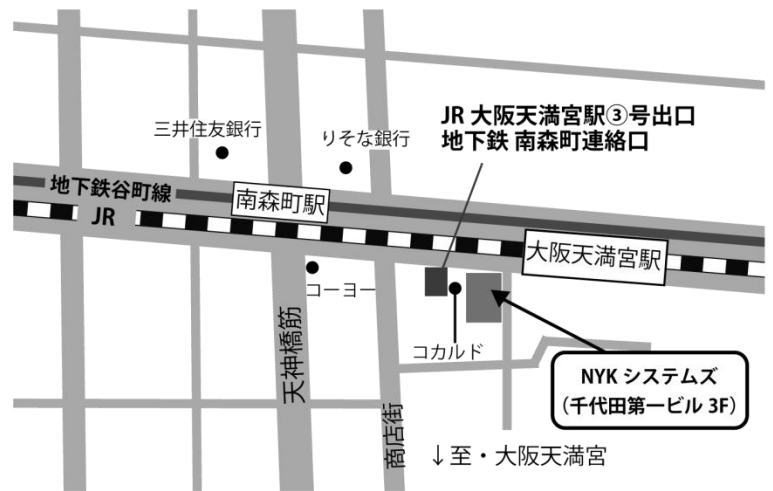 JR 大阪天満宮駅③号出口
地下鉄 南森町連絡口
三井住友銀行
りそな銀行
地下鉄谷町線
南森町駅
JR
大阪天満宮駅
コーヨー
コカルド
天神橋筋
NYK システムズ
（千代田第一ビル 3F）
商店街
↓至・大阪天満宮